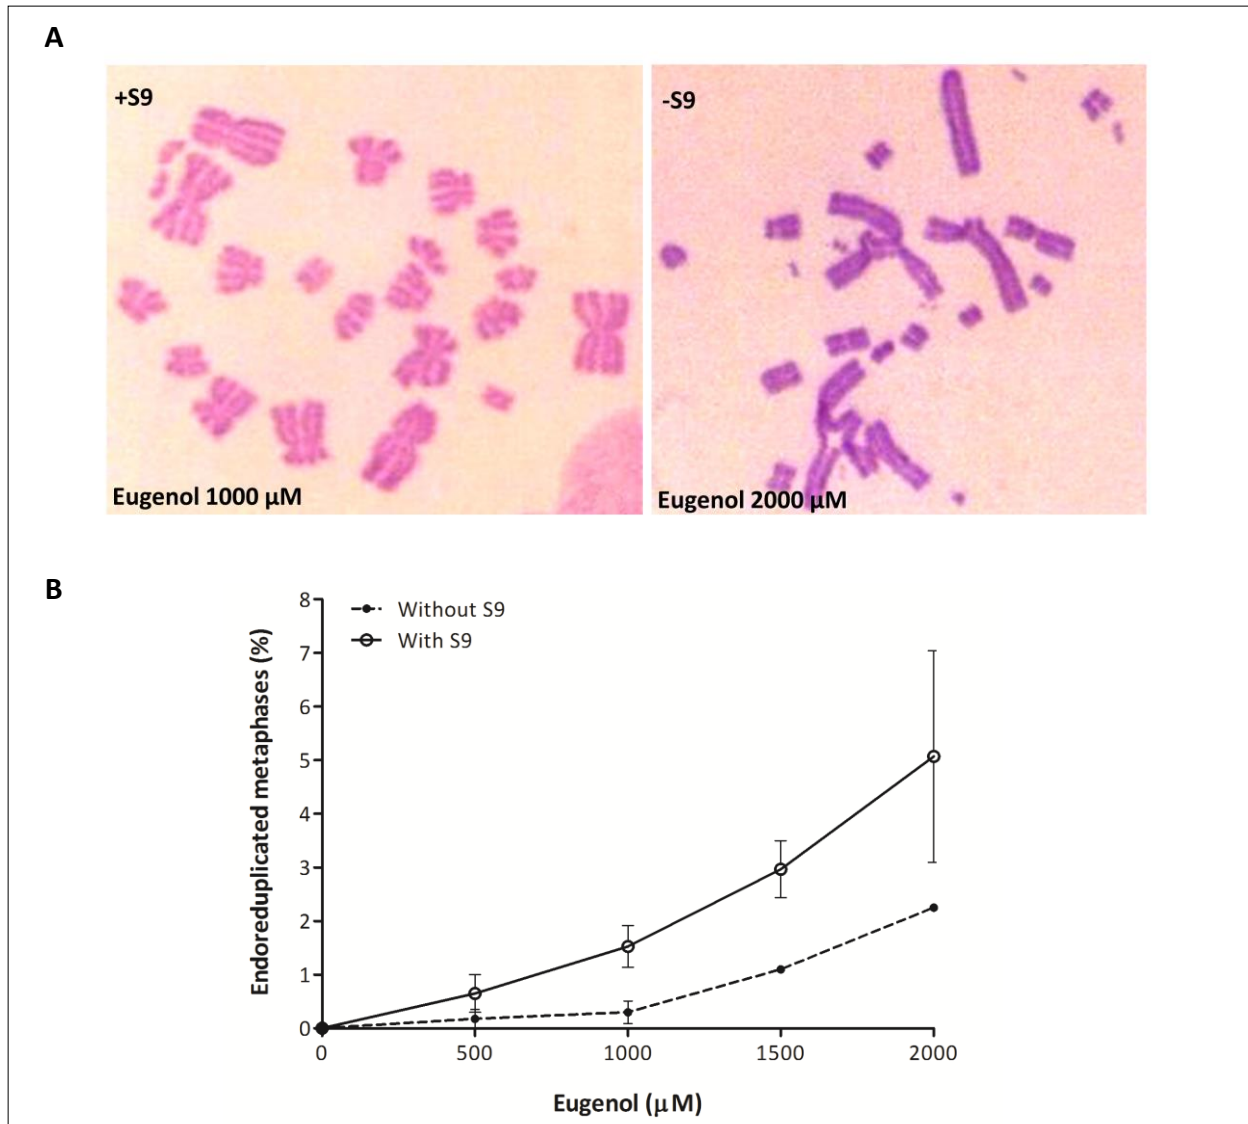 A
+S9
-S9
Eugenol 1000 μM
Eugenol 2000 μM
B
Without S9
With S9
Endoreduplicated metaphases (%)
8
7
6
5
4
3
2
1
0
0 500 1000 1500 2000
Eugenol (μM)